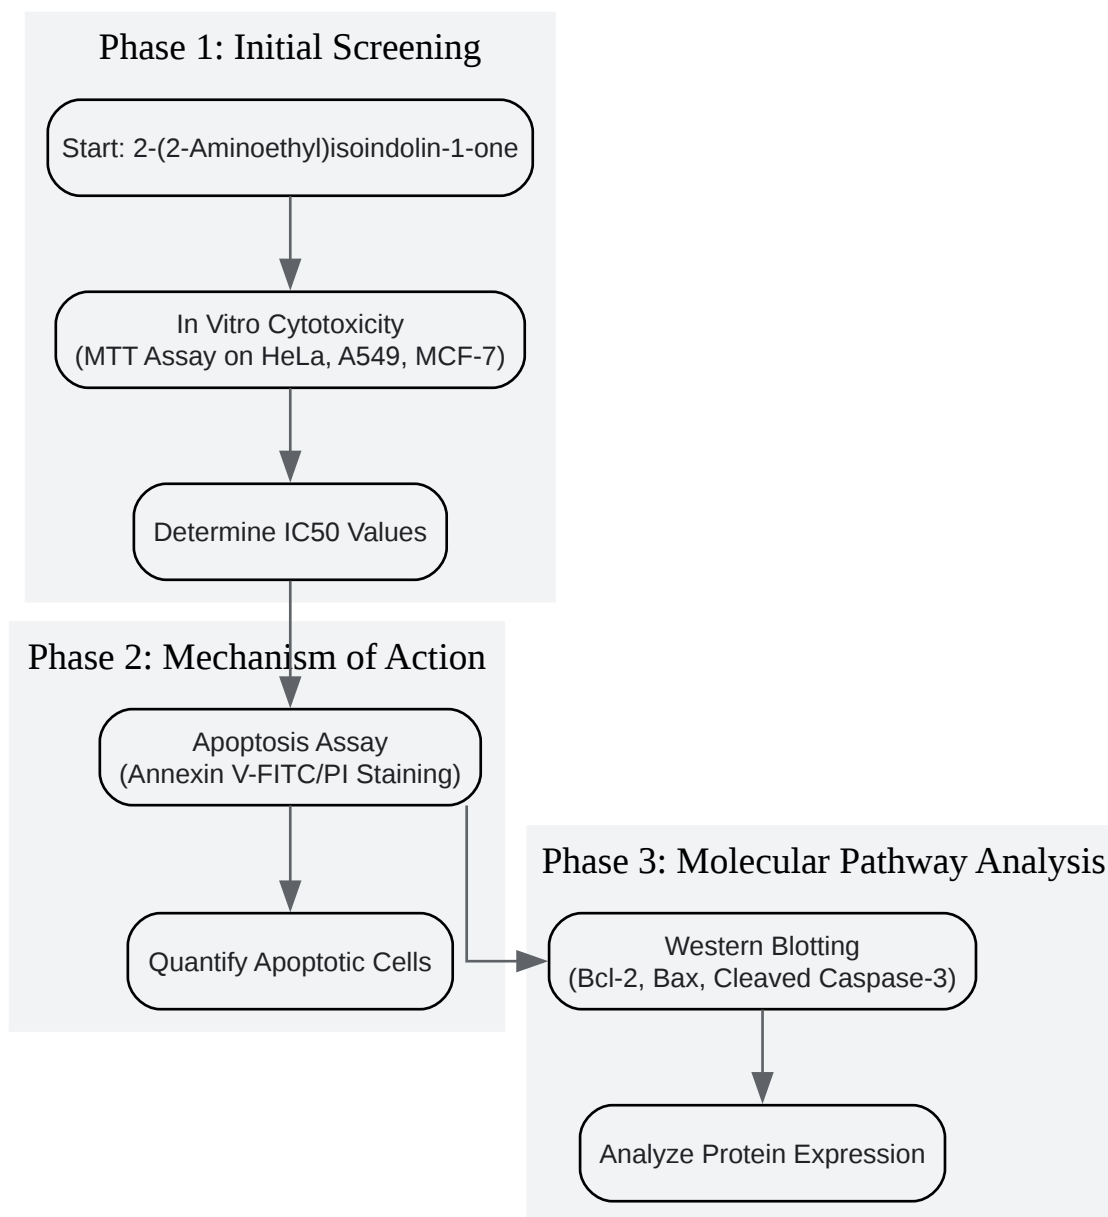 Phase 1: Initial Screening
Start: 2-(2-Aminoethyl)isoindolin-1-one
In Vitro Cytotoxicity
(MTT Assay on HeLa, A549, MCF-7)
Determine IC50 Values
Phase 2: Mechanism of Action
Apoptosis Assay
(Annexin V-FITC/PI Staining)
Quantify Apoptotic Cells
Phase 3: Molecular Pathway Analysis
Western Blotting
(Bcl-2, Bax, Cleaved Caspase-3)
Analyze Protein Expression